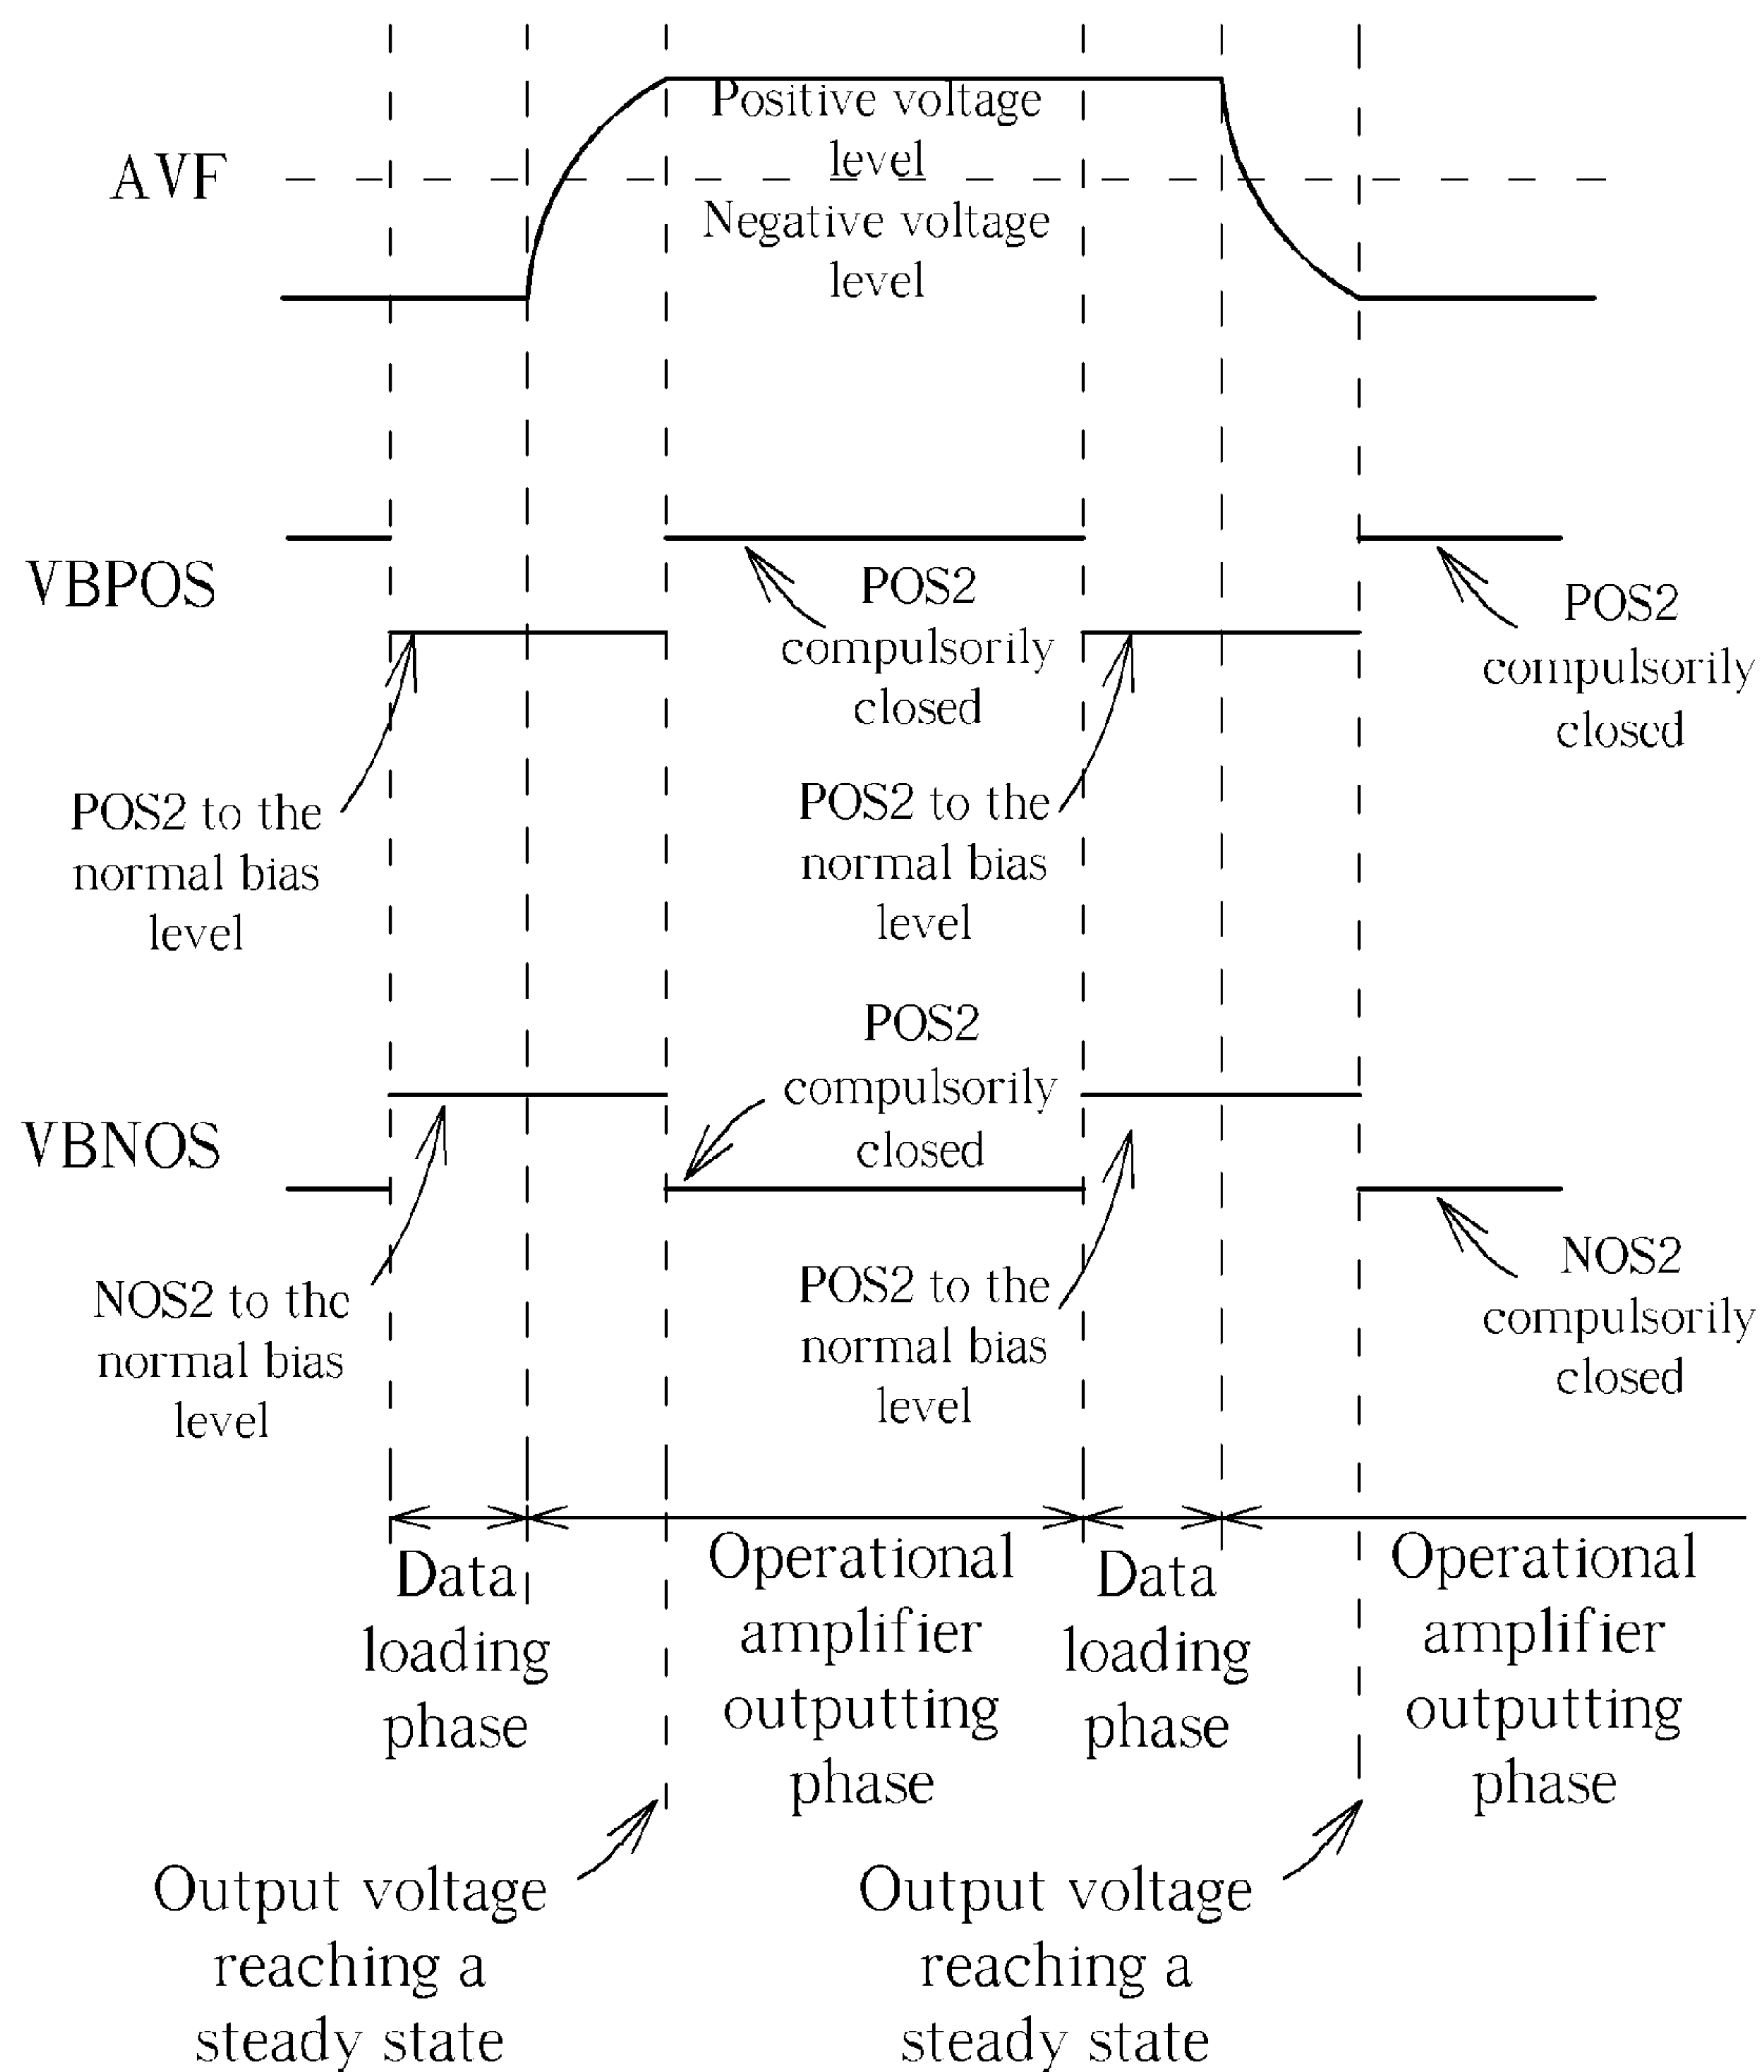 Positive voltage
level
AVF
Negative voltage
level
VBPOS
POS2
compulsorily
closed
POS2
compulsorily
closed
POS2 to the
normal bias
level
POS2 to the
normal bias
level
POS2
compulsorily
closed
VBNOS
NOS2 to the
normal bias
level
POS2 to the
normal bias
level
NOS2
compulsorily
closed
Data
loading
phase
Operational
amplifier
outputting
phase
Data
loading
phase
Operational
amplifier
outputting
phase
Output voltage
reaching a
steady state
Output voltage
reaching a
steady state